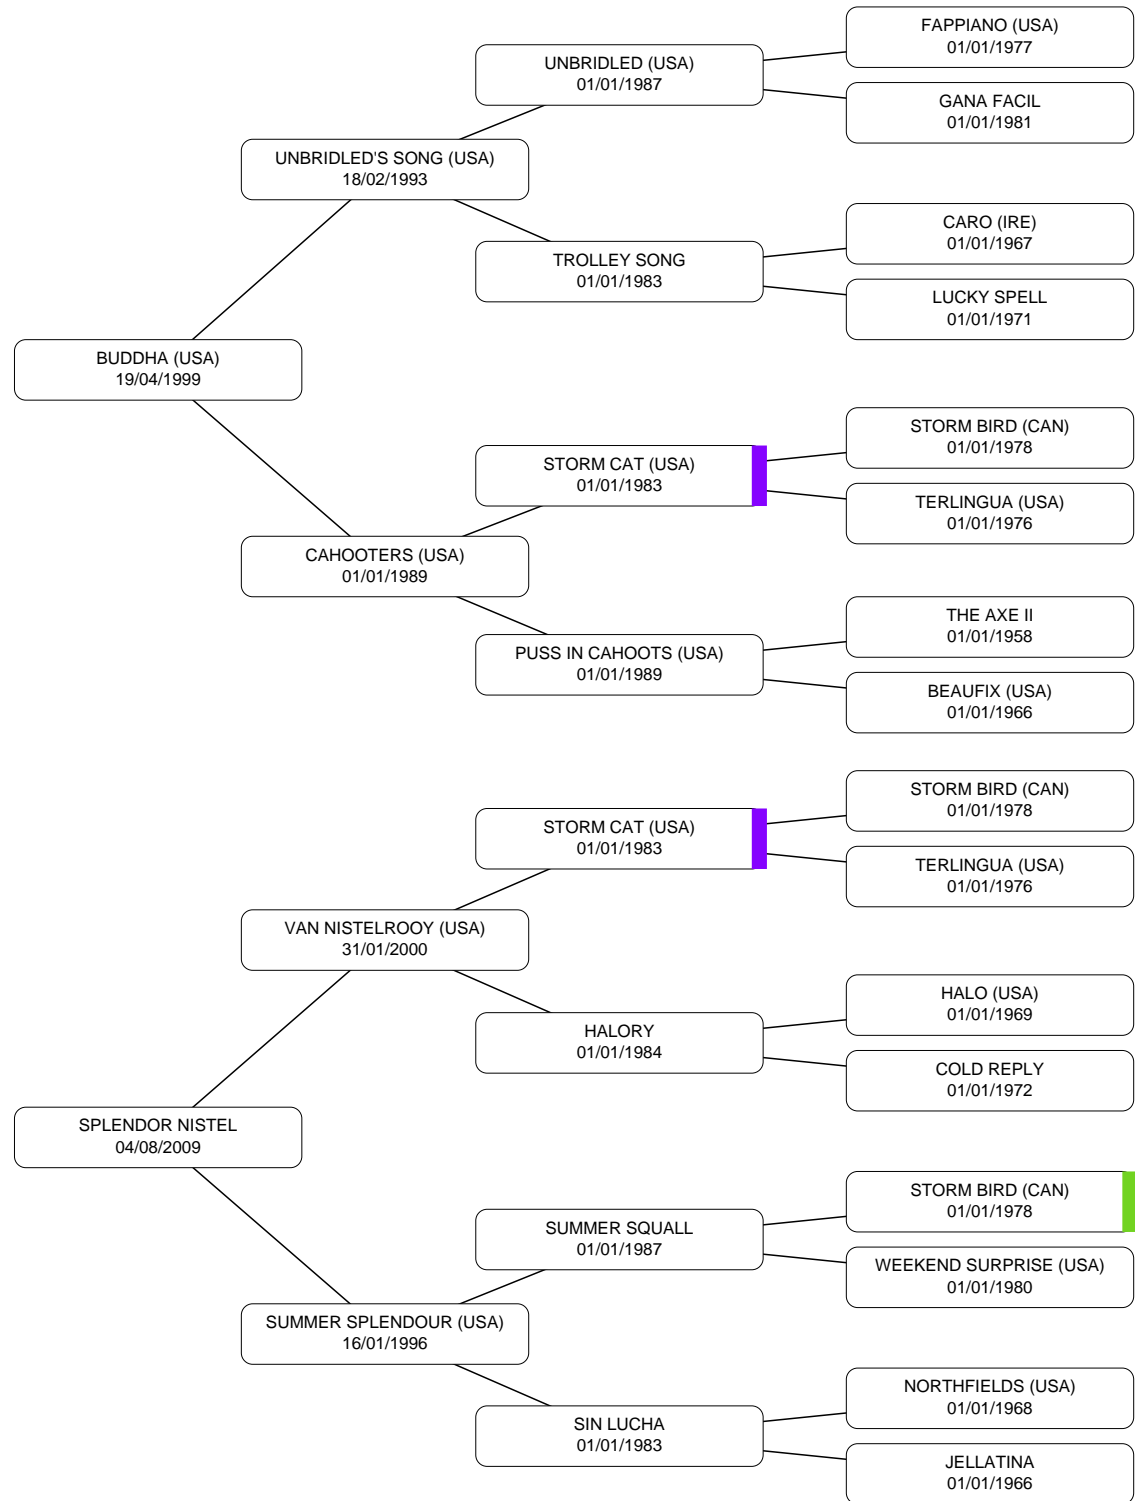 FAPPIANO (USA)
01/01/1977
UNBRIDLED (USA)
01/01/1987
GANA FACIL
01/01/1981
UNBRIDLED'S SONG (USA)
18/02/1993
CARO (IRE)
01/01/1967
TROLLEY SONG
01/01/1983
LUCKY SPELL
01/01/1971
BUDDHA (USA)
19/04/1999
STORM BIRD (CAN)
01/01/1978
STORM CAT (USA)
01/01/1983
TERLINGUA (USA)
01/01/1976
CAHOOTERS (USA)
01/01/1989
THE AXE II
01/01/1958
PUSS IN CAHOOTS (USA)
01/01/1989
BEAUFIX (USA)
01/01/1966
STORM BIRD (CAN)
01/01/1978
STORM CAT (USA)
01/01/1983
TERLINGUA (USA)
01/01/1976
VAN NISTELROOY (USA)
31/01/2000
HALO (USA)
01/01/1969
HALORY
01/01/1984
COLD REPLY
01/01/1972
SPLENDOR NISTEL
04/08/2009
STORM BIRD (CAN)
01/01/1978
SUMMER SQUALL
01/01/1987
WEEKEND SURPRISE (USA)
01/01/1980
SUMMER SPLENDOUR (USA)
16/01/1996
NORTHFIELDS (USA)
01/01/1968
SIN LUCHA
01/01/1983
JELLATINA
01/01/1966